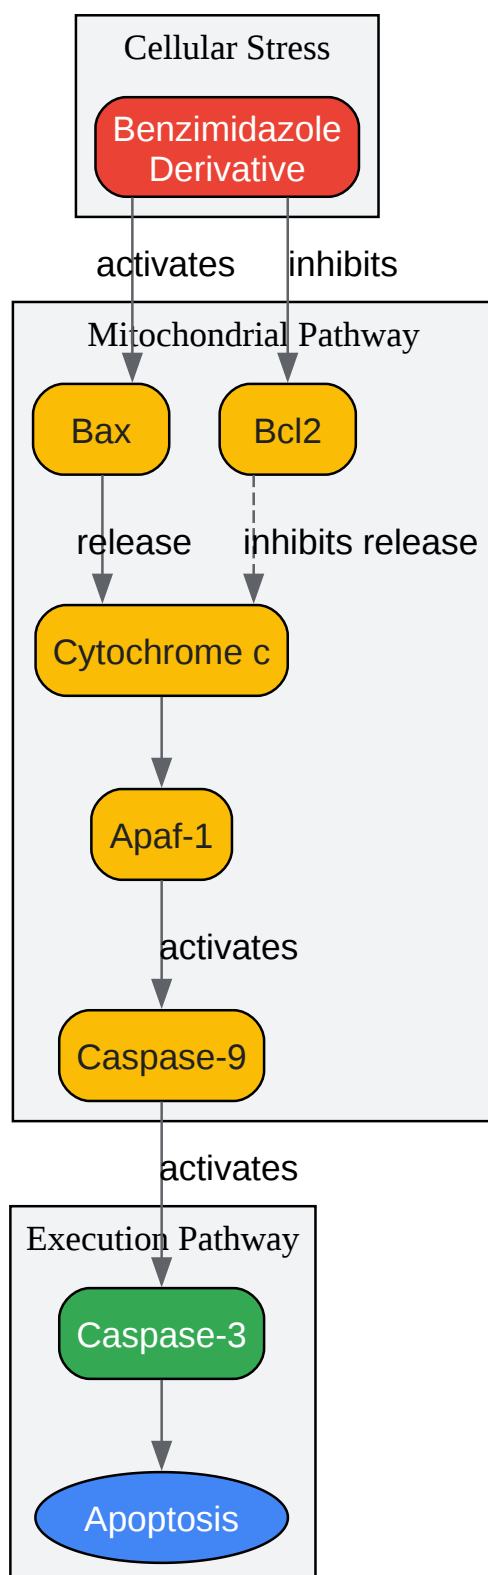 Cellular Stress
Benzimidazole
Derivative
activates
inhibits
Mitochondrial Pathway
Bax
Bcl2
release
inhibits release
Cytochrome c
Apaf-1
activates
Caspase-9
activates
Execution Pathway
Caspase-3
Apoptosis